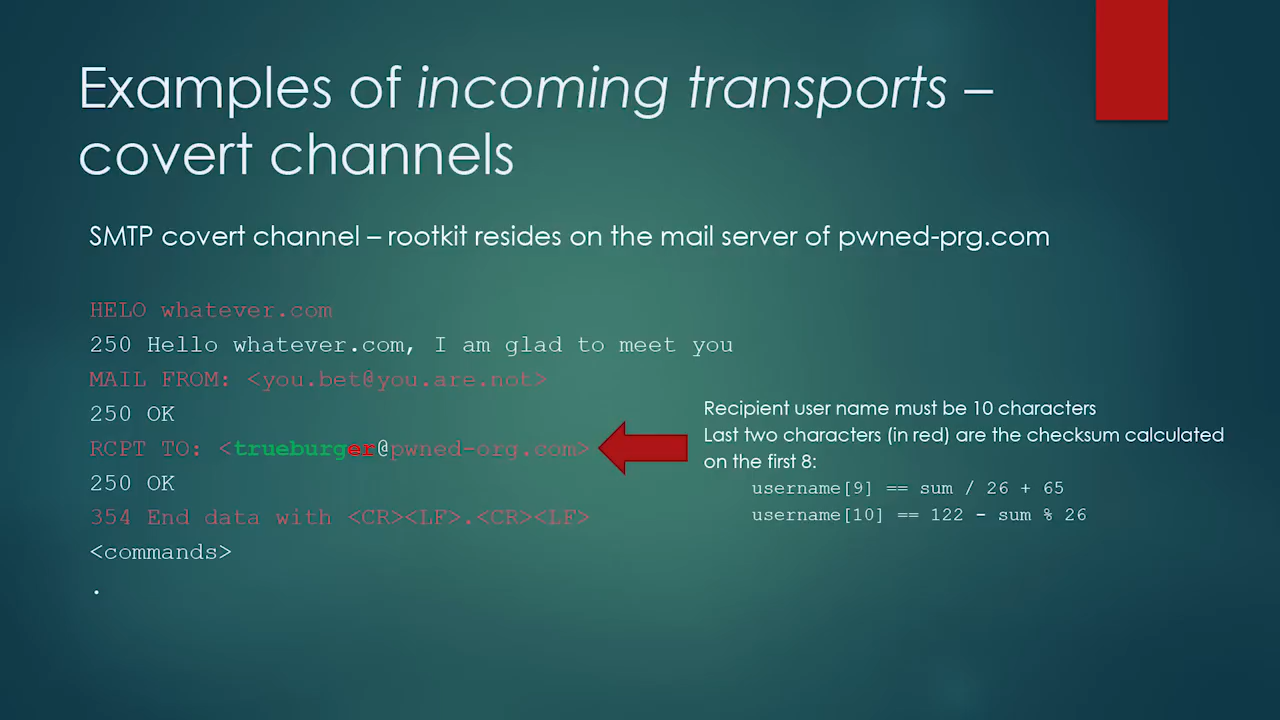 Examples of incoming transports –
covert channels
SMTP covert channel – rootkit resides on the mail server of pwned-prg.com
HELO whatever.com
250 Hello whatever.com, I am glad to meet you
MAIL FROM: <you.bet@you.are.not>
250 OK
RCPT TO: <trueburger@pwned-org.com>
250 OK
354 End data with <CR><LF>.<CR><LF>
<commands>
.
Recipient user name must be 10 characters
Last two characters (in red) are the checksum calculated
on the first 8:
username[9] == sum / 26 + 65
username[10] == 122 - sum % 26